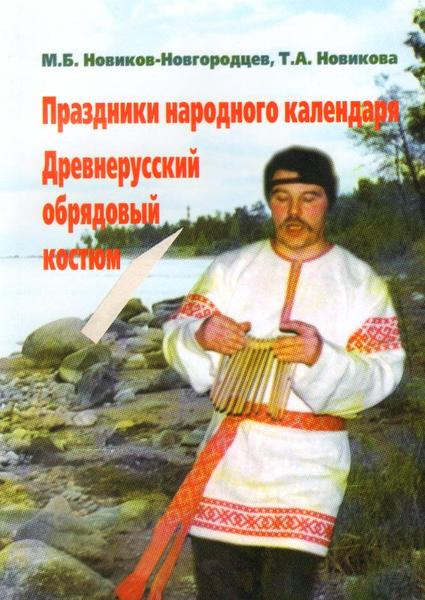 М.Б. Новиков-Новгородцев, Т.А. Новикова
Праздники народного календаря
Древнерусский
обрядовый
костюм